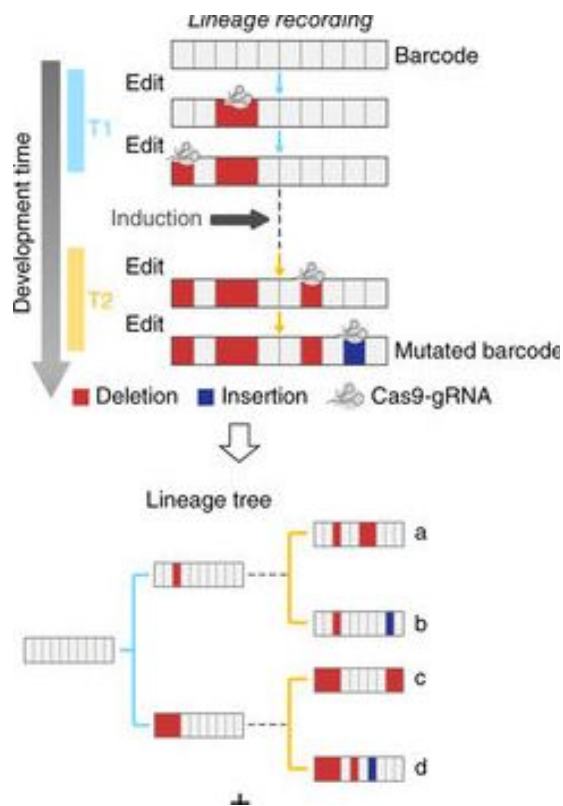 Lineage recording
Barcode
Edit
T1
Edit
Induction
Development time
Edit
T2
Edit
Mutated barcode
Deletion
Insertion
Cas9-gRNA
Lineage tree
a
b
c
d
+